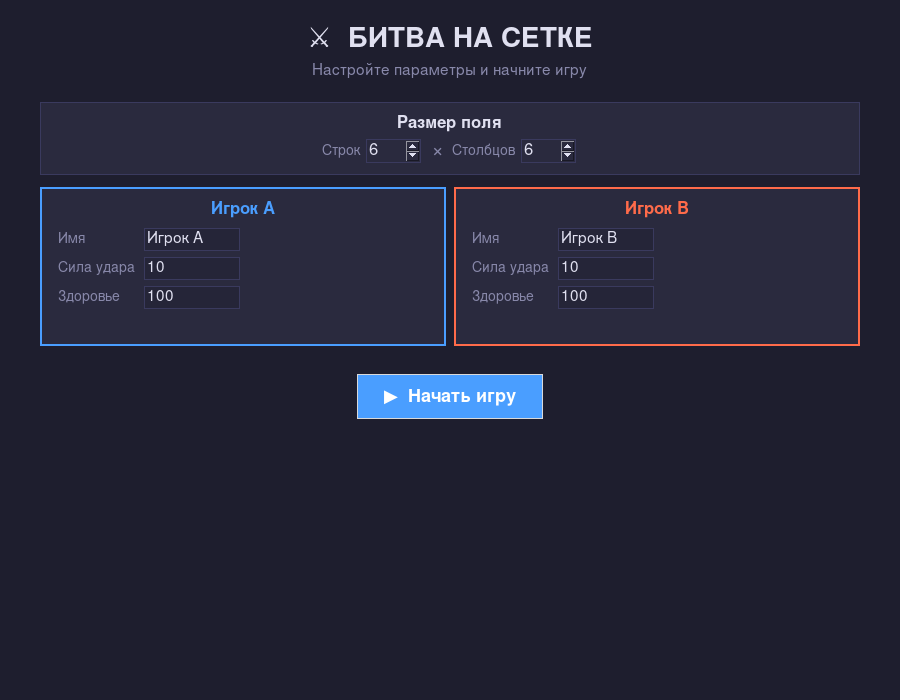 ⚔ БИТВА НА СЕТКЕ
Настройте параметры и начните игру
Размер поля
Строк 6 × Столбцов 6
Игрок A
Имя Игрок A
Сила удара 10
Здоровье 100
Игрок B
Имя Игрок B
Сила удара 10
Здоровье 100
▶ Начать игру